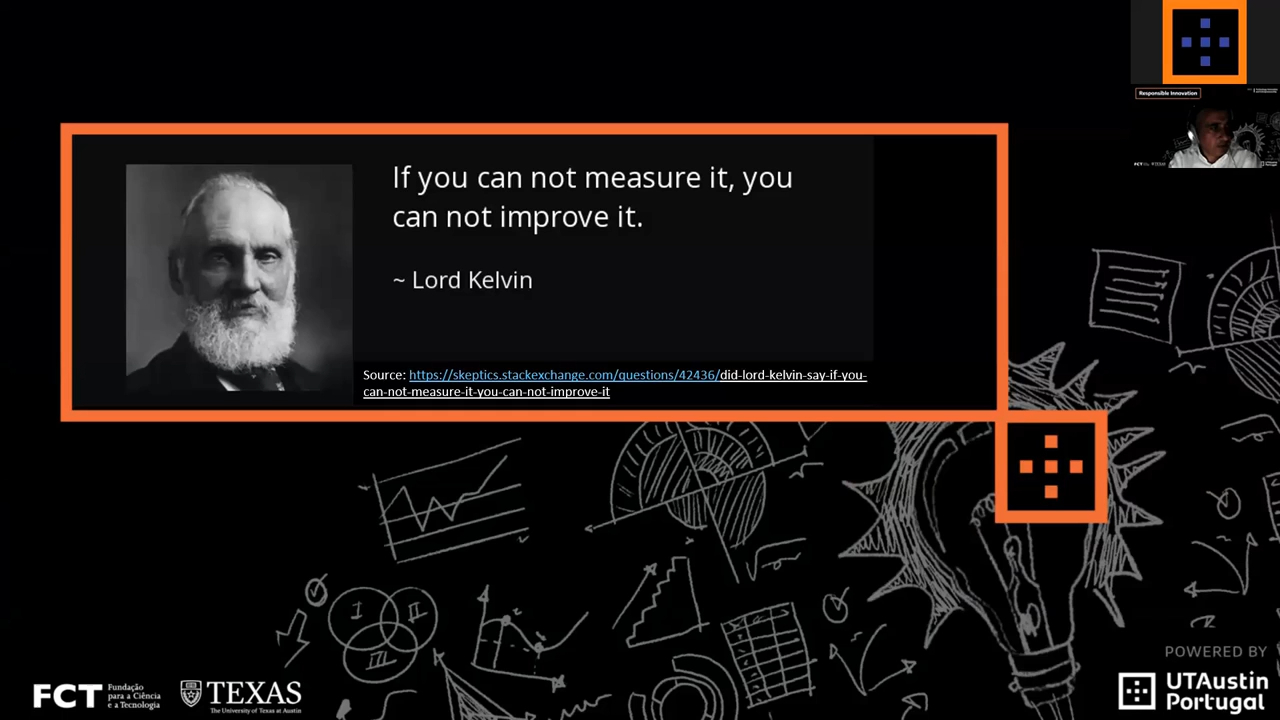 Responsible Innovation
If you can not measure it, you
can not improve it.
~ Lord Kelvin
Source: https://skeptics.stackexchange.com/questions/42436/did-lord-kelvin-say-if-you-
can-not-measure-it-you-can-not-improve-it
I II
III
POWERED BY
FCT Fundação
para a Ciência
e a Tecnologia
TEXAS
The University of Texas at Austin
UTAustin
Portugal